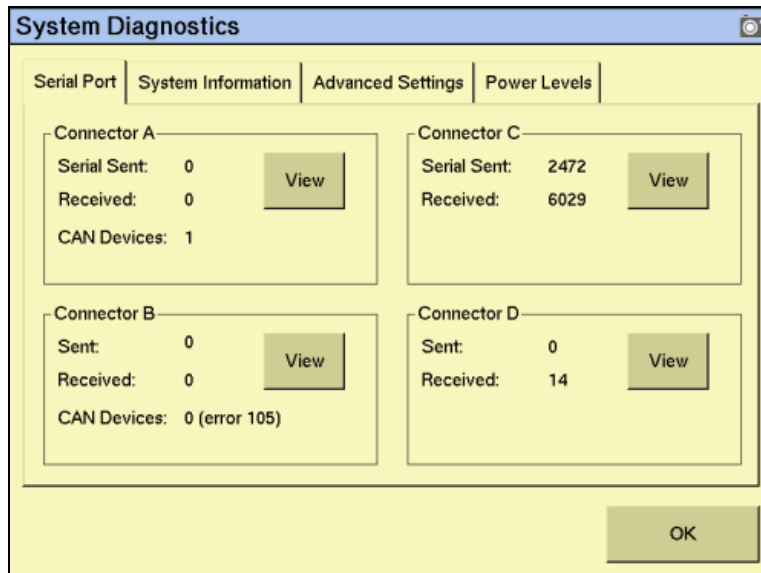 System Diagnostics
Serial Port System Information Advanced Settings Power Levels
Connector A
Serial Sent: 0
View
Received: 0
CAN Devices: 1
Connector C
Serial Sent: 2472
View
Received: 6029
Connector B
Sent: 0
View
Received: 0
CAN Devices: 0 (error 105)
Connector D
Sent: 0
View
Received: 14
OK